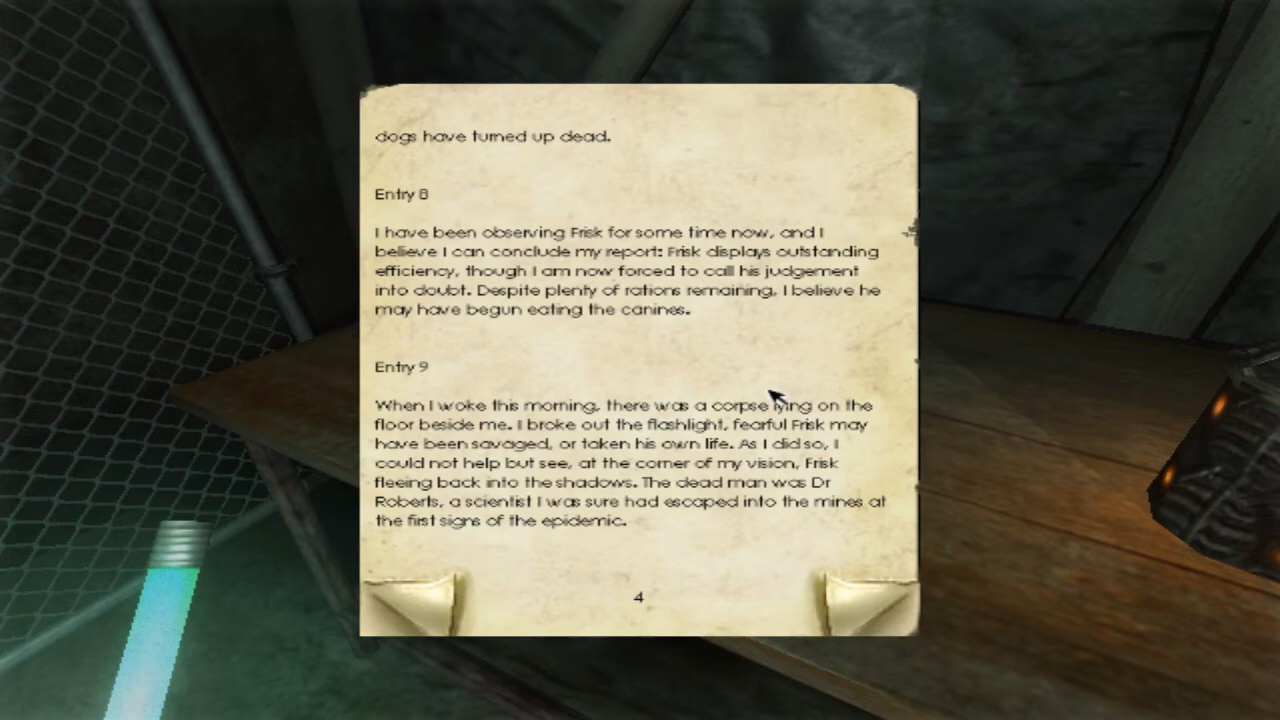 dogs have turned up dead.
Entry 8
I have been observing Frisk for some time now, and I
believe I can conclude my report: Frisk displays outstanding
efficiency, though I am now forced to call his judgement
into doubt. Despite plenty of rations remaining, I believe he
may have begun eating the canines.
Entry 9
When I woke this morning, there was a corpse lying on the
floor beside me. I broke out the flashlight, fearful Frisk may
have been savaged, or taken his own life. As I did so, I
could not help but see, at the corner of my vision, Frisk
fleeing back into the shadows. The dead man was Dr
Roberts, a scientist I was sure had escaped into the mines at
the first signs of the epidemic.
4